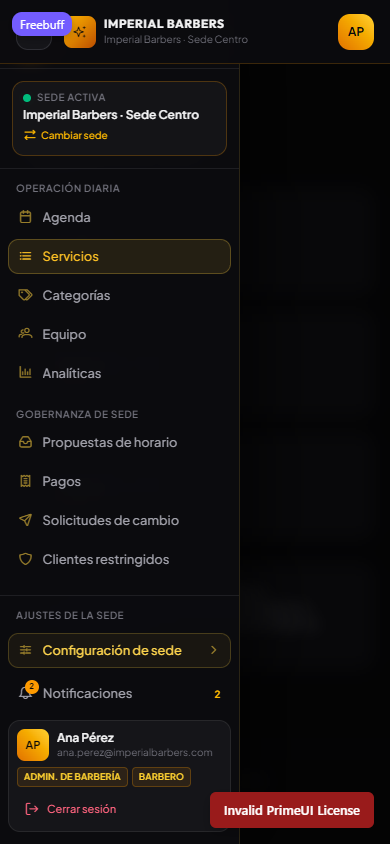 Freebuff
IMPERIAL BARBERS
Imperial Barbers · Sede Centro
AP
SEDE ACTIVA
Imperial Barbers · Sede Centro
Cambiar sede
OPERACIÓN DIARIA
Agenda
Servicios
Categorías
Equipo
Analíticas
GOBERNANZA DE SEDE
Propuestas de horario
Pagos
Solicitudes de cambio
Clientes restringidos
AJUSTES DE LA SEDE
Configuración de sede
2
Notificaciones 2
AP
Ana Pérez
ana.perez@imperialbarbers.com
ADMIN. DE BARBERÍA BARBERO
Cerrar sesión
Invalid PrimeUI License